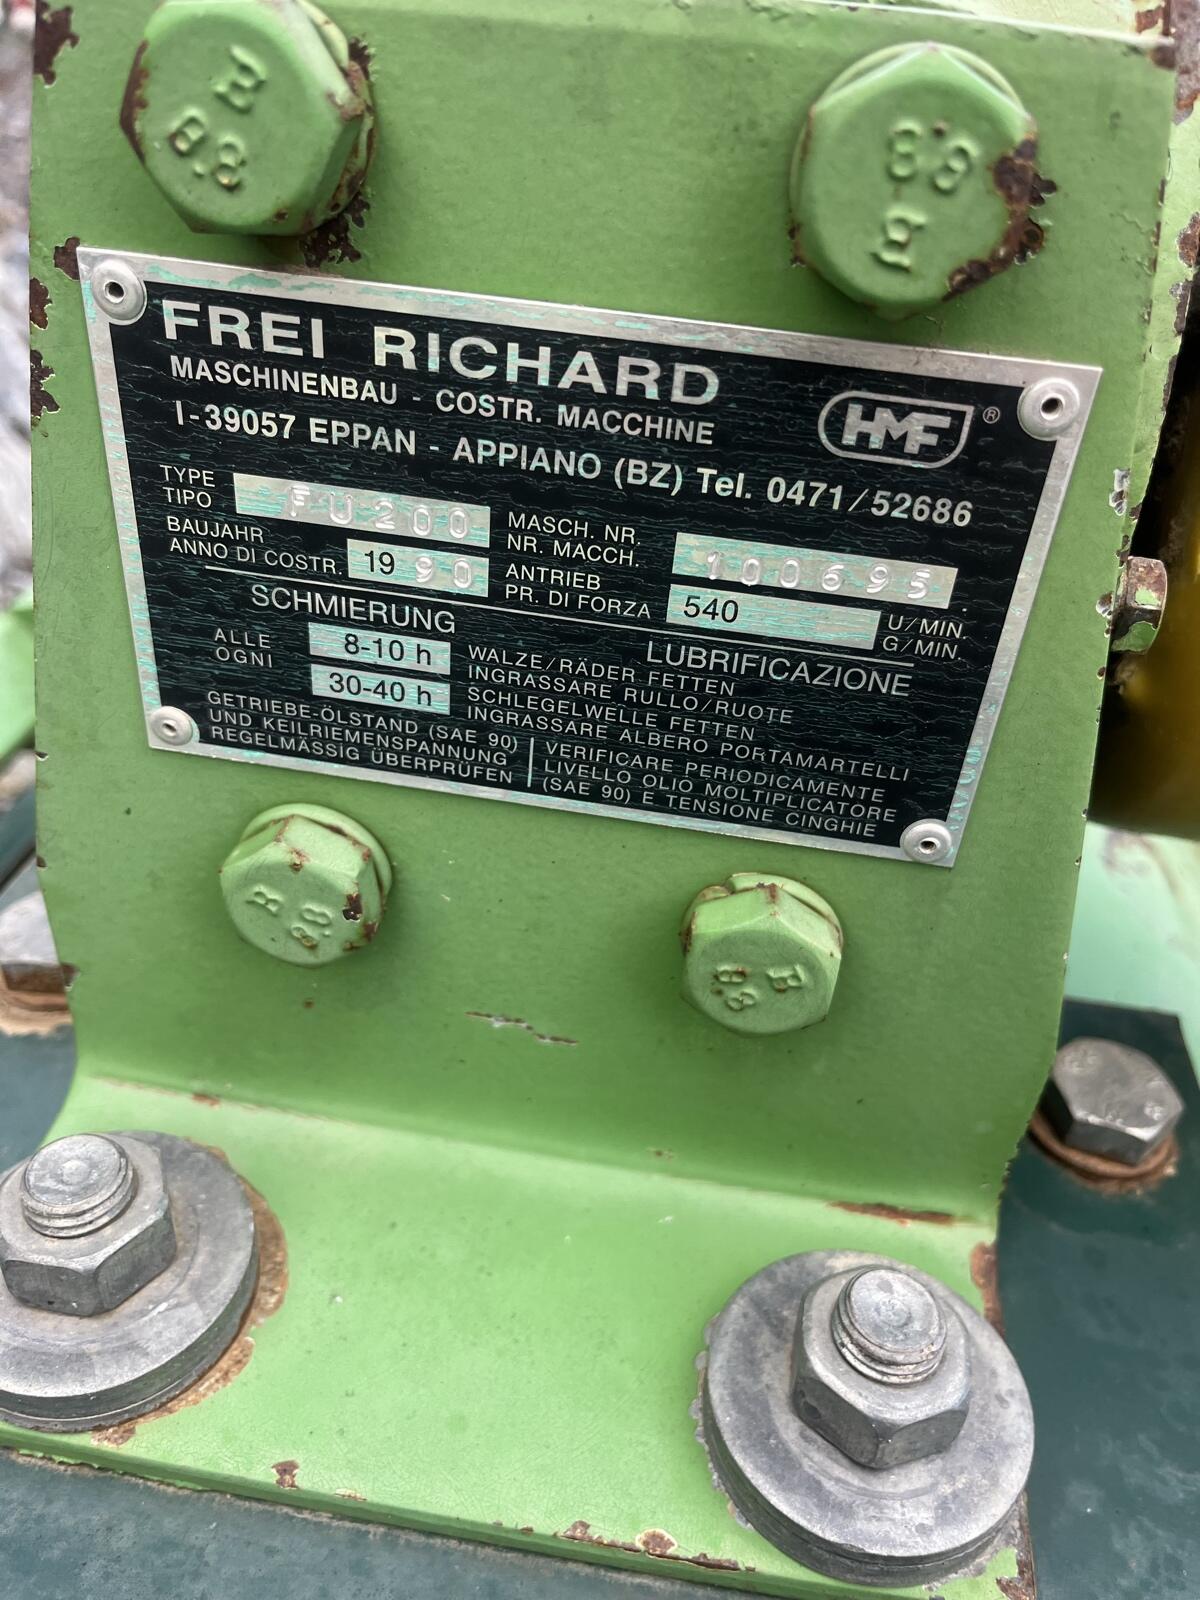 8.8
8.8
FREI RICHARD
MASCHINENBAU - COSTR. MACCHINE
HMF ®
I-39057 EPPAN - APPIANO (BZ) Tel. 0471/52686
TYPE
TIPO
FU200
MASCH. NR.
NR. MACCH.
100695
BAUJAHR
ANNO DI COSTR.
1990
ANTRIEB
PR. DI FORZA
540
U/MIN.
G/MIN.
SCHMIERUNG
LUBRIFICAZIONE
ALLE
OGNI
8-10 h
WALZE/RÄDER FETTEN
INGRASSARE RULLO/RUOTE
30-40 h
SCHLEGELWELLE FETTEN
INGRASSARE ALBERO PORTAMARTELLI
GETRIEBE-ÖLSTAND (SAE 90)
UND KEILRIEMENSPANNUNG
REGELMÄSSIG ÜBERPRÜFEN
VERIFICARE PERIODICAMENTE
LIVELLO OLIO MOLTIPLICATORE
(SAE 90) E TENSIONE CINGHIE
8.8
8.8